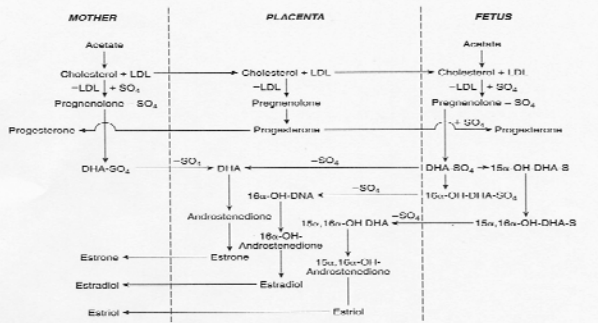 MOTHER PLACENTA FETUS
Acetate Acetate
Cholesterol + LDL Cholesterol + LDL Cholesterol + LDL
−LDL + SO₄ −LDL −LDL + SO₄
Pregnenolone – SO₄ Pregnenolone Pregnenolone – SO₄
+ SO₄
Progesterone Progesterone Progesterone
DHA-SO₄ −SO₄ DHA −SO₄ DHA-SO₄ 15α-OH-DHA-S
16α-OH-DNA −SO₄ 16α-OH-DHA-SO₄
Androstenedione 15α,16α-OH DHA −SO₄ 15α,16α-OH-DHA-S
16α-OH-
Androstenedione
Estrone Estrone 15α,16α-OH-
Androstenedione
Estradiol Estradiol
Estriol Estriol